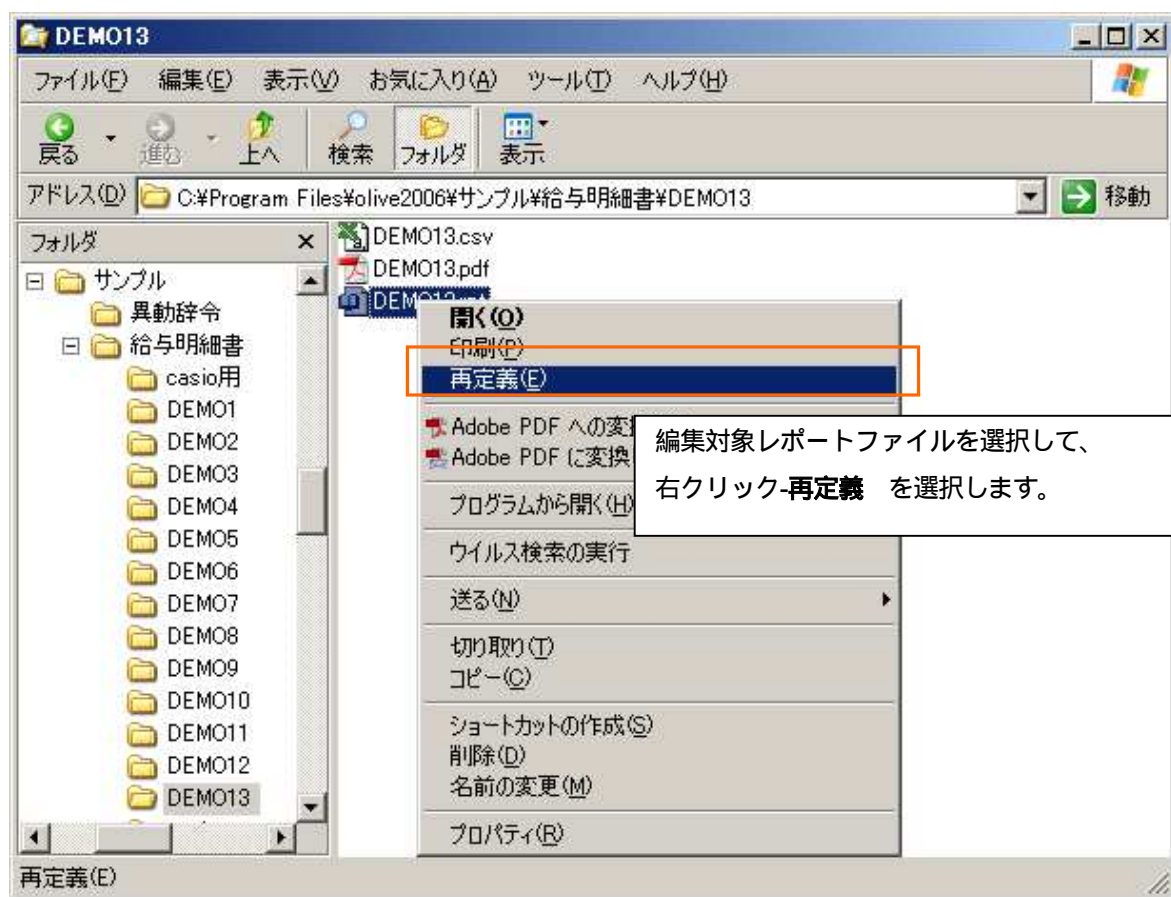 DEMO13
ファイル(F) 編集(E) 表示(V) お気に入り(A) ツール(T) ヘルプ(H)
戻る 進む 上へ 検索 フォルダ 表示
アドレス(D) C:¥Program Files¥olive2006¥サンプル¥給与明細書¥DEMO13 移動
フォルダ
サンプル
異動辞令
給与明細書
casio用
DEMO1
DEMO2
DEMO3
DEMO4
DEMO5
DEMO6
DEMO7
DEMO8
DEMO9
DEMO10
DEMO11
DEMO12
DEMO13
DEMO13.csv
DEMO13.pdf
開く(O)
印刷(P)
再定義(E)
Adobe PDF への変換
Adobe PDF に変換
プログラムから開く(H)
ウイルス検索の実行
送る(N)
切り取り(T)
コピー(C)
ショートカットの作成(S)
削除(D)
名前の変更(M)
プロパティ(R)
編集対象レポートファイルを選択して、
右クリック-再定義 を選択します。
再定義(E)